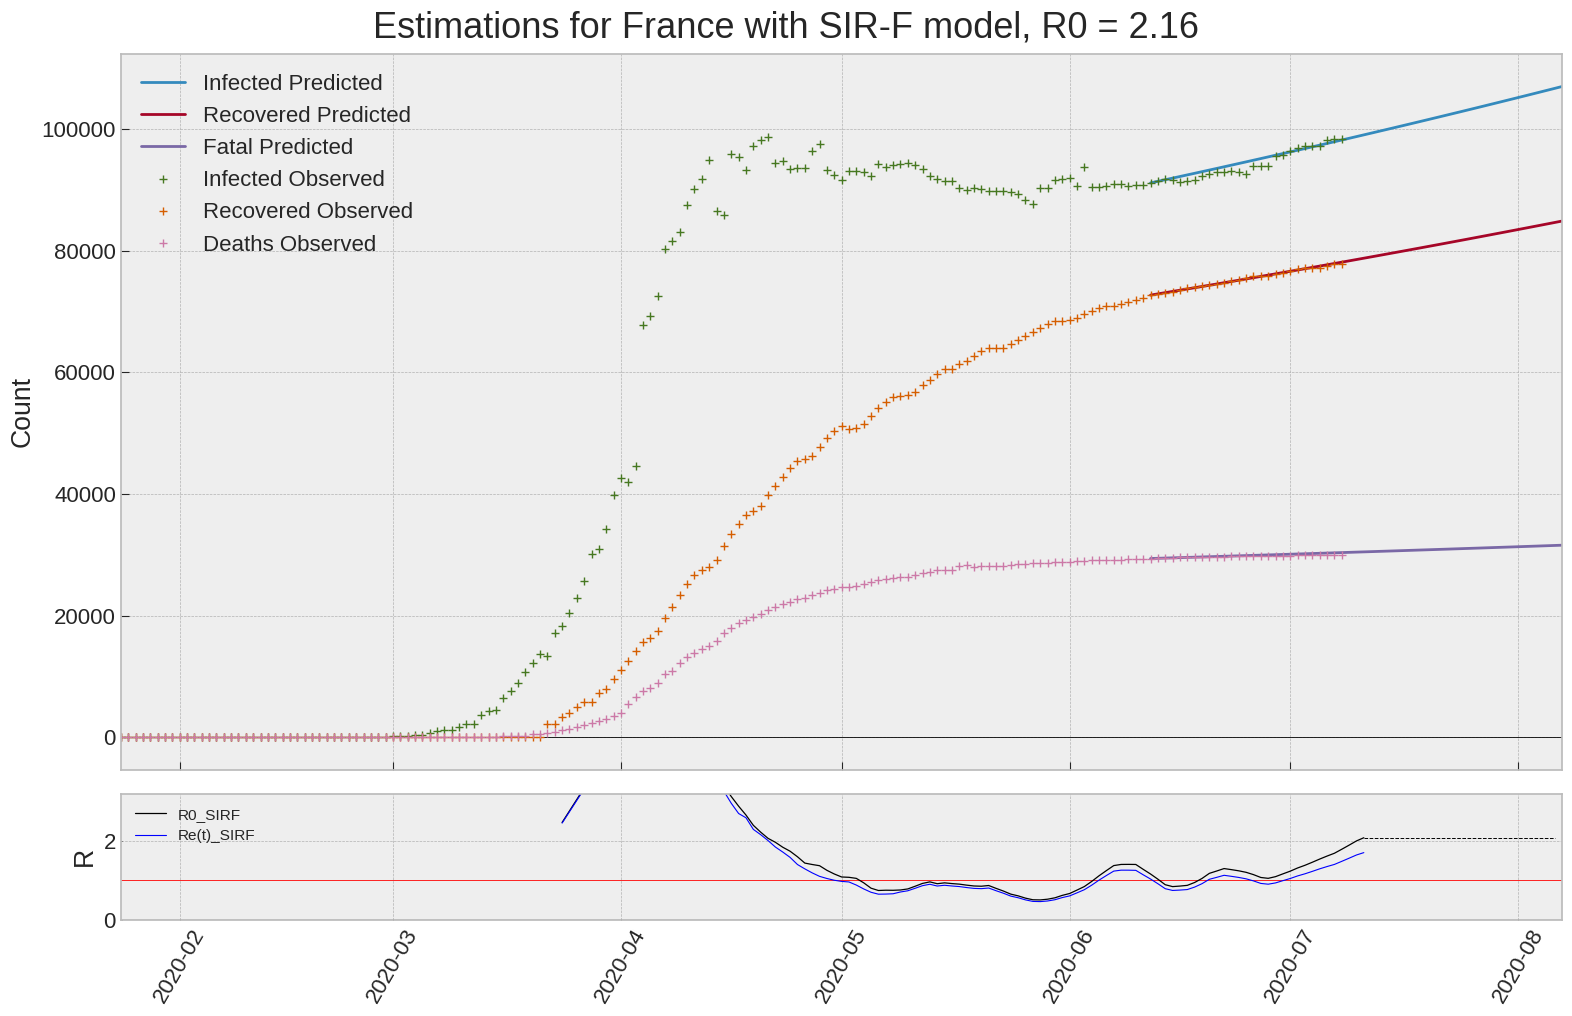 Estimations for France with SIR-F model, R0 = 2.16
Infected Predicted
Recovered Predicted
Fatal Predicted
Infected Observed
Recovered Observed
Deaths Observed
100000
80000
60000
40000
20000
0
Count
R0_SIRF
Re(t)_SIRF
2
0
R
2020-02
2020-03
2020-04
2020-05
2020-06
2020-07
2020-08